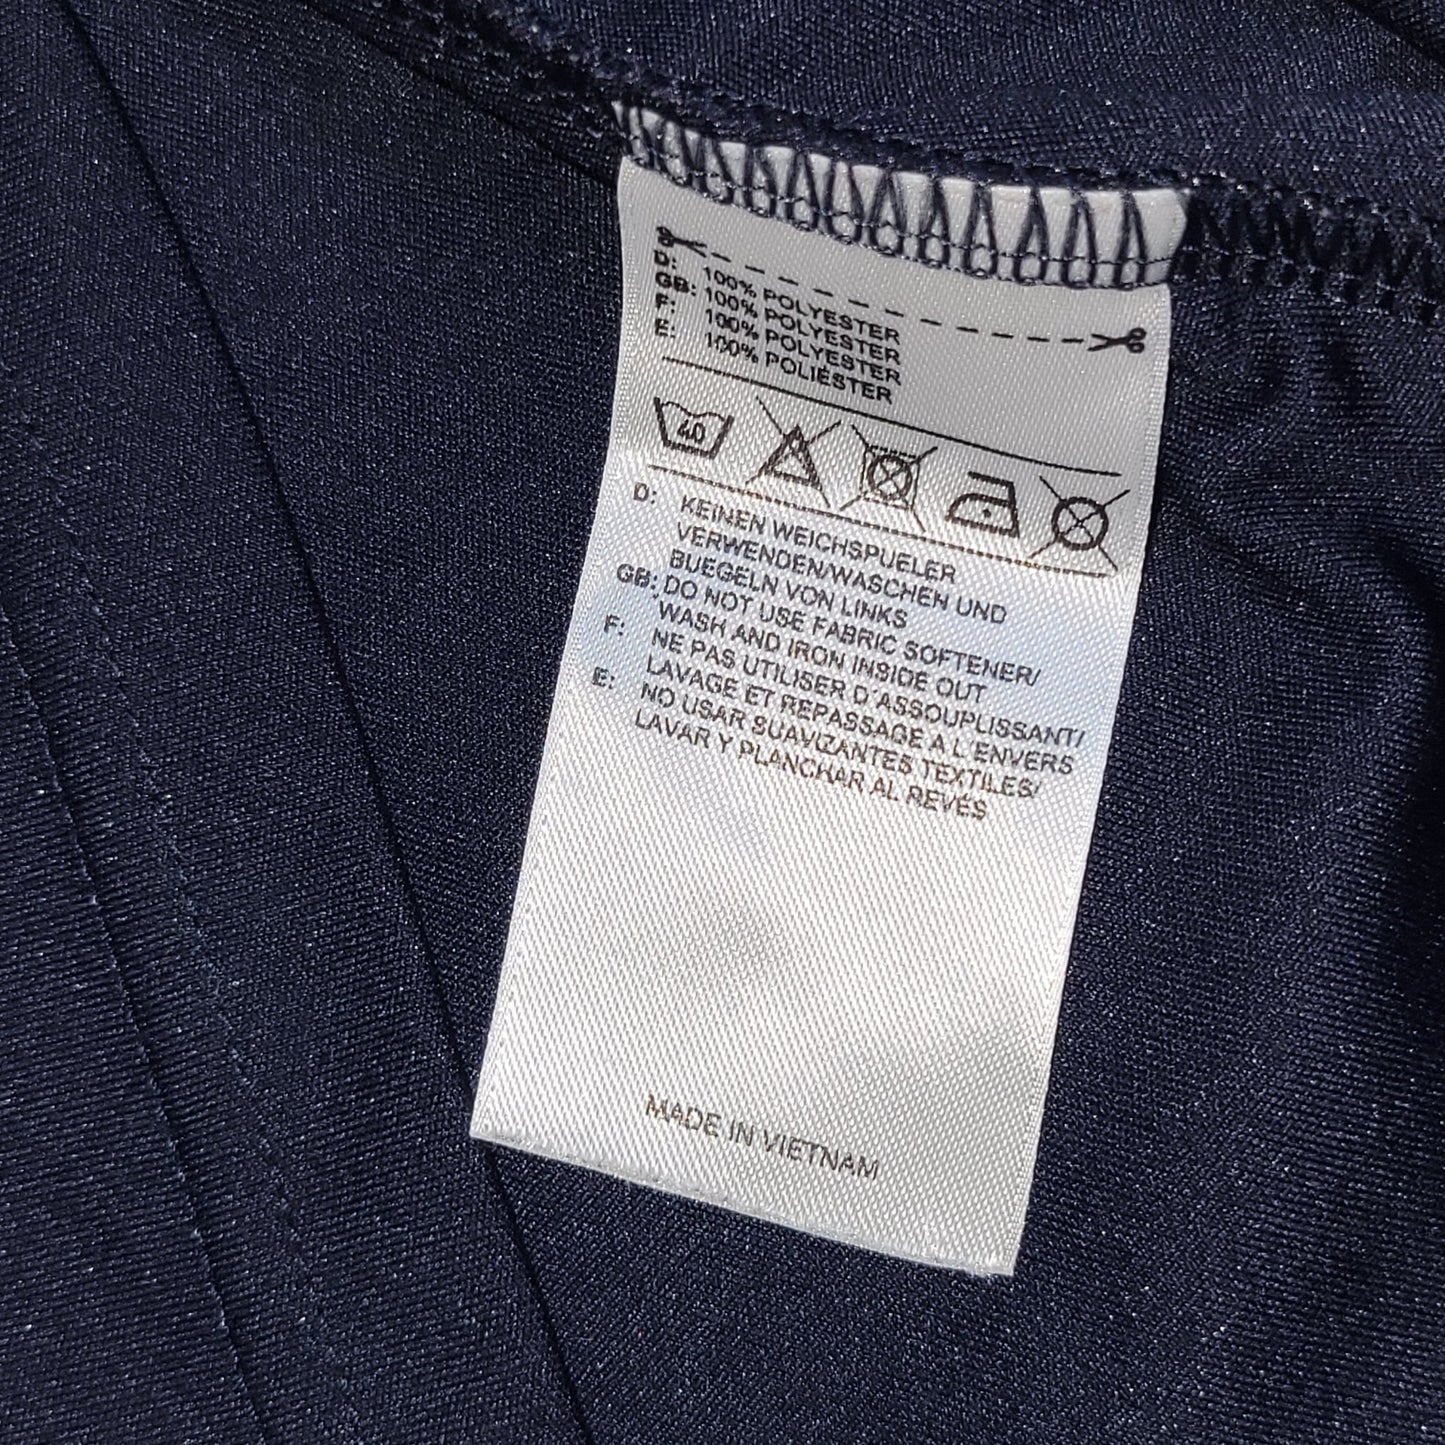 D: 100% POLYESTER
GB: 100% POLYESTER
F: 100% POLYESTER
E: 100% POLIÉSTER
40
D: KEINEN WEICHSPUELER
VERWENDEN/WASCHEN UND
BUEGELN VON LINKS
GB: DO NOT USE FABRIC SOFTENER/
WASH AND IRON INSIDE OUT
F: NE PAS UTILISER D'ASSOUPLISSANT/
LAVAGE ET REPASSAGE A L'ENVERS
E: NO USAR SUAVIZANTES TEXTILES/
LAVAR Y PLANCHAR AL REVÉS
MADE IN VIETNAM